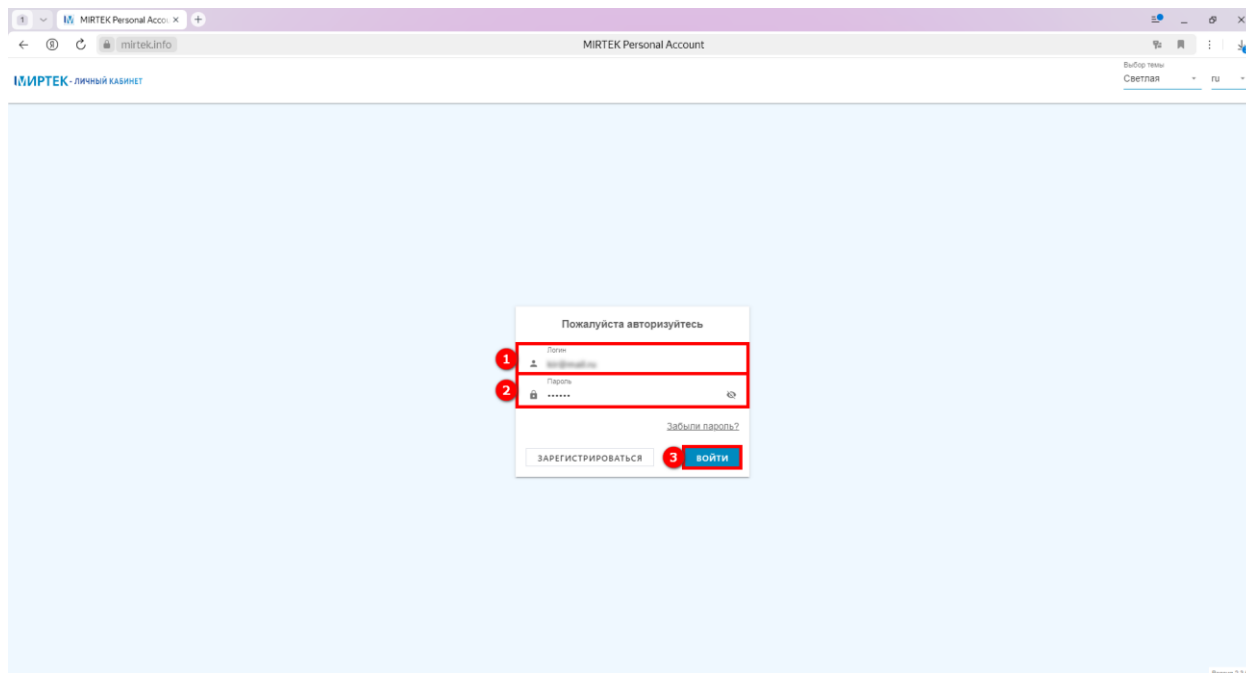 1
MIRTEK Personal Acco
mirtek.info
MIRTEK Personal Account
МИРТЕК - ЛИЧНЫЙ КАБИНЕТ
Выбор темы
Светлая
ru
Пожалуйста авторизуйтесь
1
Логин
2
Пароль
••••••
Забыли пароль?
ЗАРЕГИСТРИРОВАТЬСЯ
3
ВОЙТИ